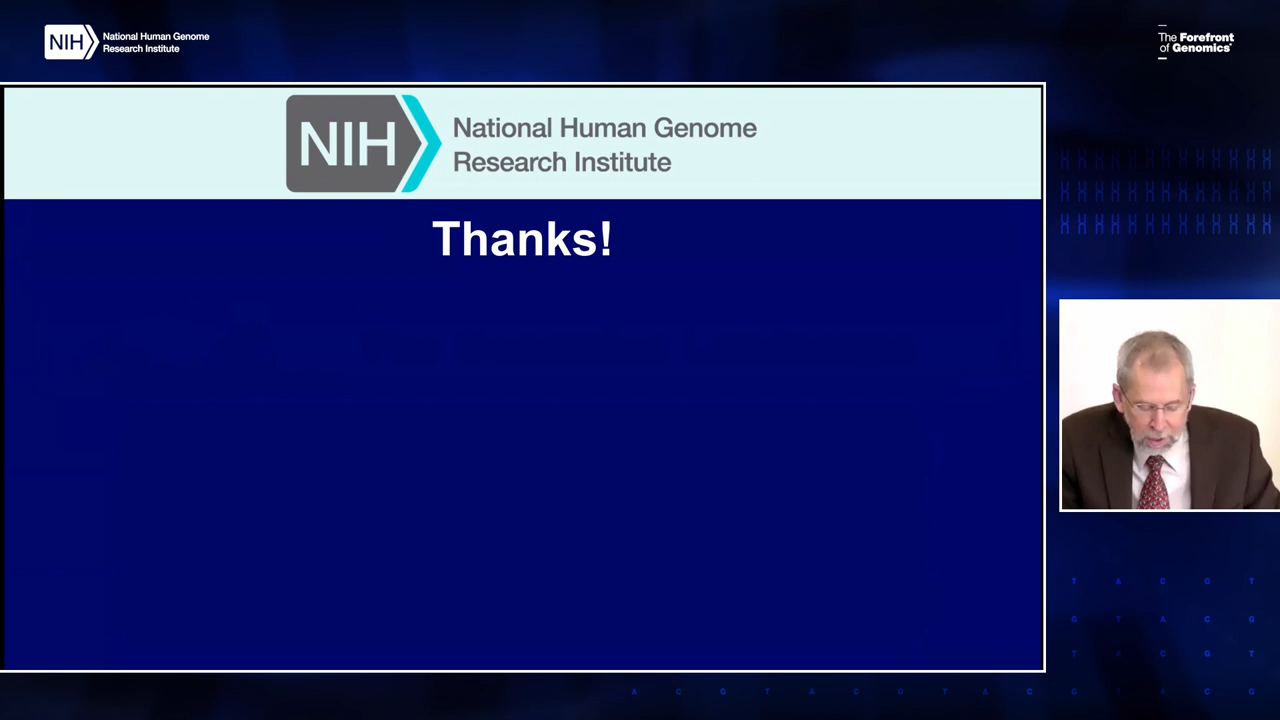 NIH
National Human Genome
Research Institute
The Forefront
of Genomics®
NIH
National Human Genome
Research Institute
Thanks!
T A C G T
G T A C G
T A C G T
A C G T A C G T A C G T A C G